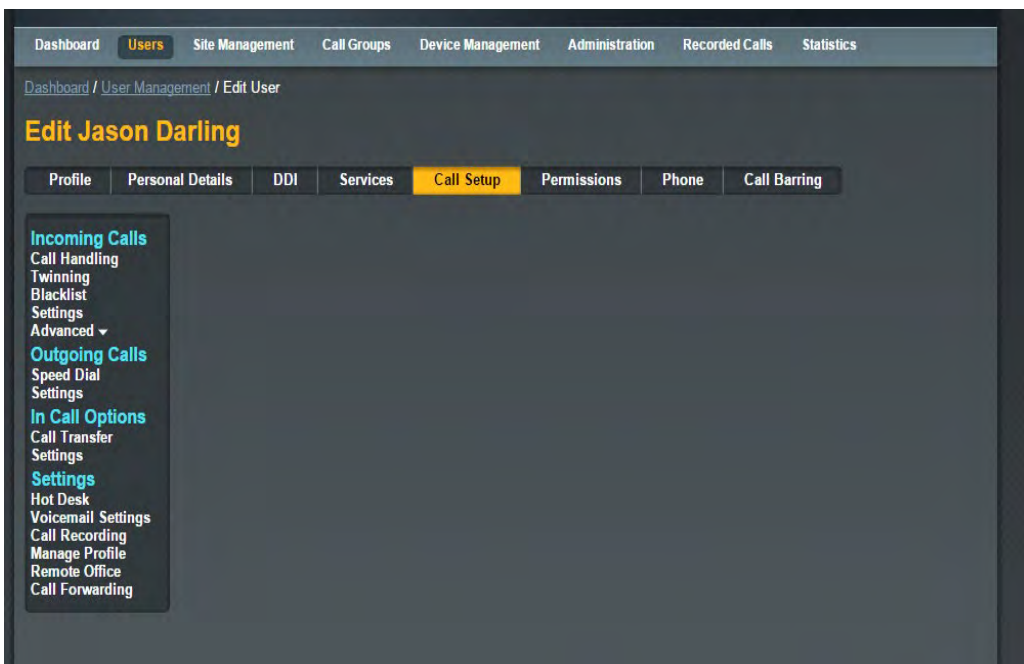 Dashboard Users Site Management Call Groups Device Management Administration Recorded Calls Statistics
Dashboard / User Management / Edit User
Edit Jason Darling
Profile Personal Details DDI Services Call Setup Permissions Phone Call Barring
Incoming Calls
Call Handling
Twinning
Blacklist
Settings
Advanced
Outgoing Calls
Speed Dial
Settings
In Call Options
Call Transfer
Settings
Settings
Hot Desk
Voicemail Settings
Call Recording
Manage Profile
Remote Office
Call Forwarding